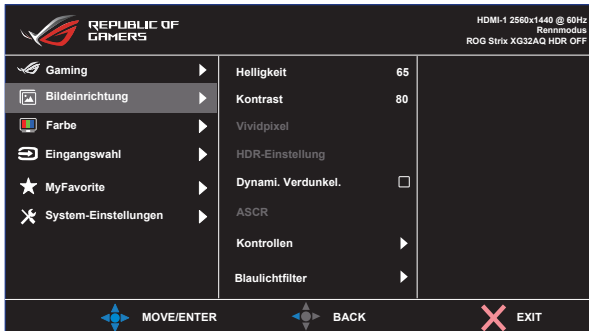 REPUBLIC OF
GAMERS
HDMI-1 2560x1440 @ 60Hz
Rennmodus
ROG Strix XG32AQ HDR OFF
Gaming
Bildeinrichtung
Farbe
Eingangswahl
MyFavorite
System-Einstellungen
Helligkeit 65
Kontrast 80
Vividpixel
HDR-Einstellung
Dynami. Verdunkel.
ASCR
Kontrollen
Blaulichtfilter
MOVE/ENTER
BACK
EXIT